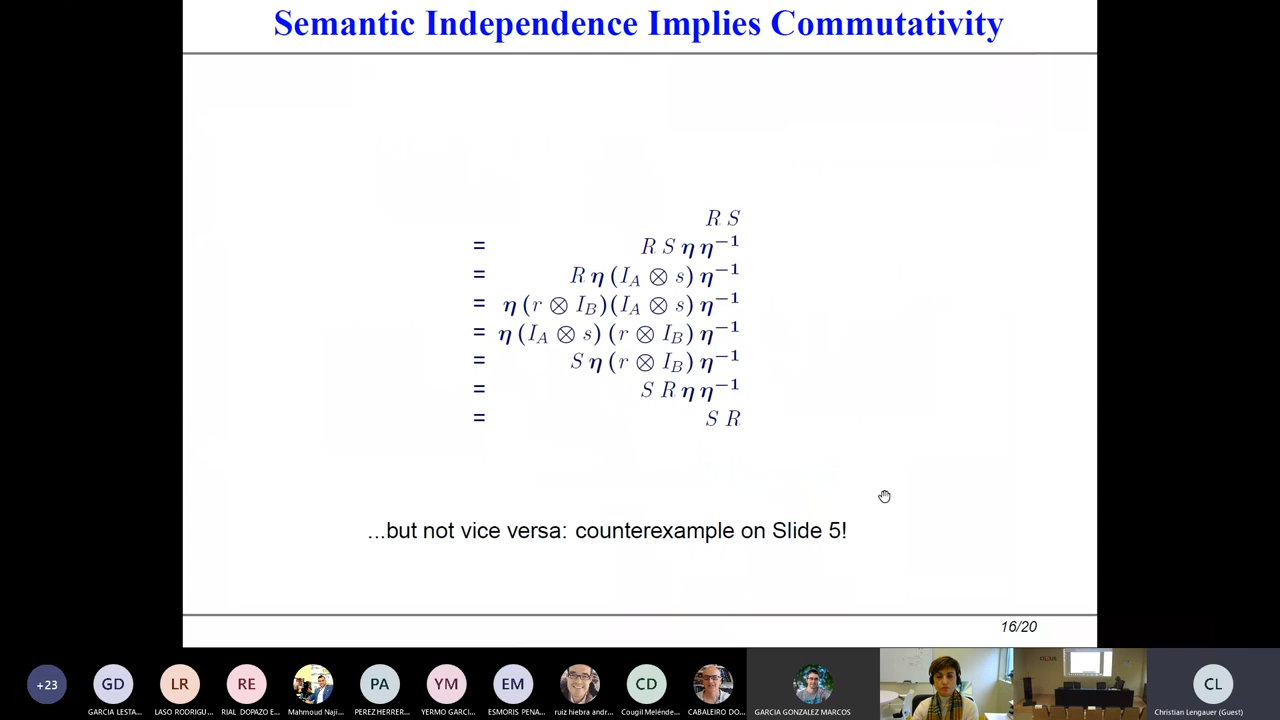 Semantic Independence Implies Commutativity
R S
= R S η η⁻¹
= R η (I_A ⊗ s) η⁻¹
= η (r ⊗ I_B)(I_A ⊗ s) η⁻¹
= η (I_A ⊗ s) (r ⊗ I_B) η⁻¹
= S η (r ⊗ I_B) η⁻¹
= S R η η⁻¹
= S R
...but not vice versa: counterexample on Slide 5!
16/20
+23 GD LR RE PA YM EM CD CL
GARCIA LESTA... LASO RODRIGU... RIAL DOPAZO E... Mahmoud Naji... PEREZ HERRER... YERMO GARCI... ESMORIS PENA... ruiz hiebra andr... Cougil Meléndez... CABALEIRO DO... GARCIA GONZALEZ MARCOS Christian Lengauer (Guest)